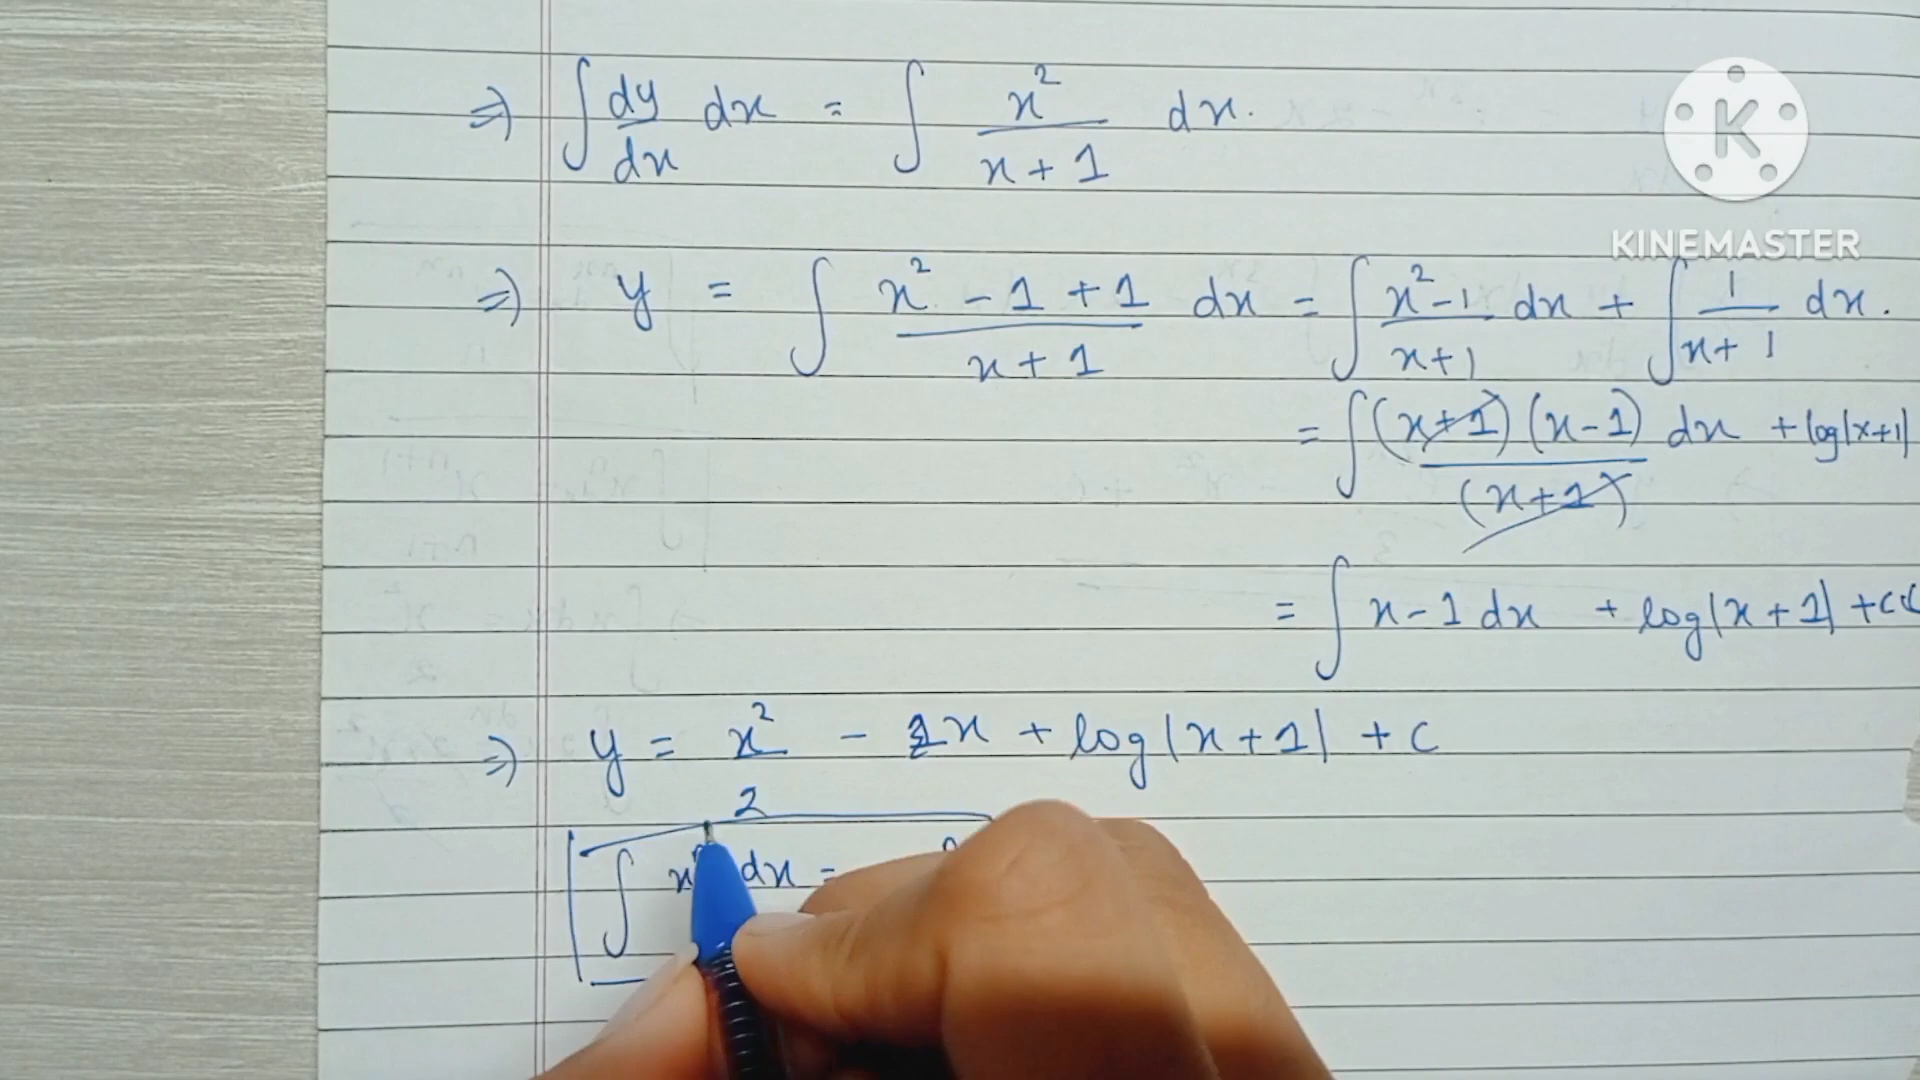 ⇒ ∫ dy/dx dx = ∫ x²/x+1 dx.
K
KINEMASTER
⇒ y = ∫ x²-1+1/x+1 dx = ∫ x²-1/x+1 dx + ∫ 1/x+1 dx.
= ∫ (x+1)(x-1)/(x+1) dx + log|x+1|
= ∫ x-1 dx + log|x+1| +c
⇒ y = x²/2 - 1x + log|x+1| + c
∫ x dx =